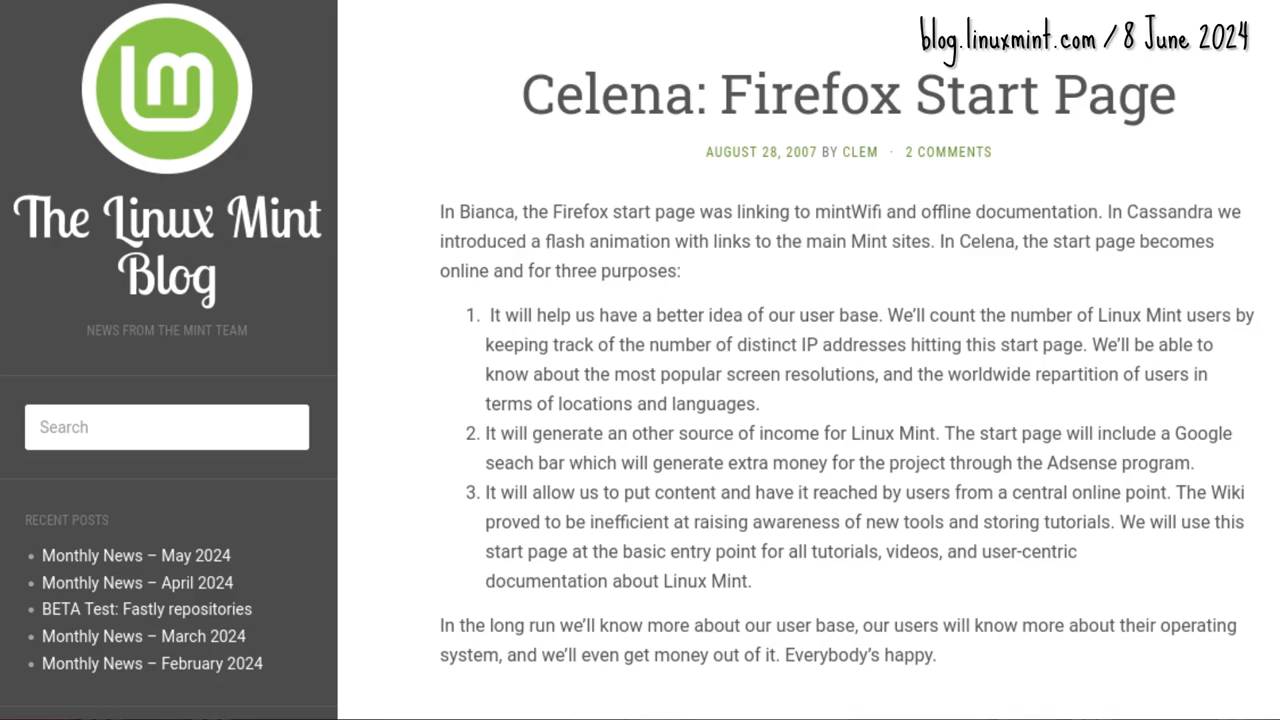 blog.linuxmint.com / 8 June 2024
lm
The Linux Mint
Blog
NEWS FROM THE MINT TEAM
Search
RECENT POSTS
Monthly News – May 2024
Monthly News – April 2024
BETA Test: Fastly repositories
Monthly News – March 2024
Monthly News – February 2024
Celena: Firefox Start Page
AUGUST 28, 2007 BY CLEM · 2 COMMENTS
In Bianca, the Firefox start page was linking to mintWifi and offline documentation. In Cassandra we
introduced a flash animation with links to the main Mint sites. In Celena, the start page becomes
online and for three purposes:
1. It will help us have a better idea of our user base. We’ll count the number of Linux Mint users by
keeping track of the number of distinct IP addresses hitting this start page. We’ll be able to
know about the most popular screen resolutions, and the worldwide repartition of users in
terms of locations and languages.
2. It will generate an other source of income for Linux Mint. The start page will include a Google
seach bar which will generate extra money for the project through the Adsense program.
3. It will allow us to put content and have it reached by users from a central online point. The Wiki
proved to be inefficient at raising awareness of new tools and storing tutorials. We will use this
start page at the basic entry point for all tutorials, videos, and user-centric
documentation about Linux Mint.
In the long run we’ll know more about our user base, our users will know more about their operating
system, and we’ll even get money out of it. Everybody’s happy.